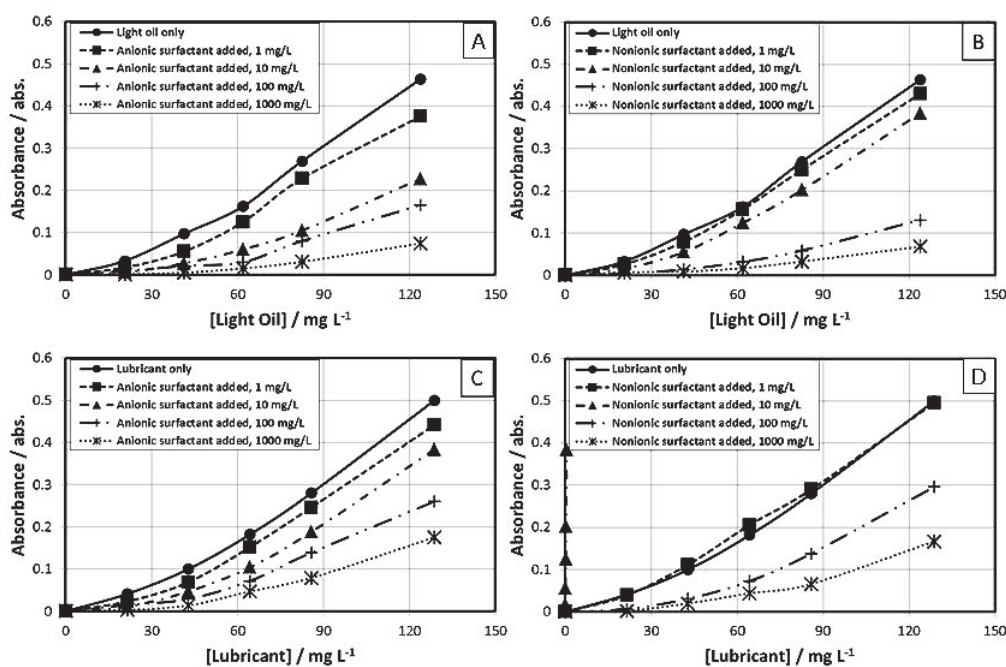 0.6
0.5
0.4
0.3
0.2
0.1
0
Absorbance / abs.
Light oil only
Anionic surfactant added, 1 mg/L
Anionic surfactant added, 10 mg/L
Anionic surfactant added, 100 mg/L
Anionic surfactant added, 1000 mg/L
A
0 30 60 90 120 150
[Light Oil] / mg L⁻¹
0.6
0.5
0.4
0.3
0.2
0.1
0
Absorbance / abs.
Light oil only
Nonionic surfactant added, 1 mg/L
Nonionic surfactant added, 10 mg/L
Nonionic surfactant added, 100 mg/L
Nonionic surfactant added, 1000 mg/L
B
0 30 60 90 120 150
[Light Oil] / mg L⁻¹
0.6
0.5
0.4
0.3
0.2
0.1
0
Absorbance / abs.
Lubricant only
Anionic surfactant added, 1 mg/L
Anionic surfactant added, 10 mg/L
Anionic surfactant added, 100 mg/L
Anionic surfactant added, 1000 mg/L
C
0 30 60 90 120 150
[Lubricant] / mg L⁻¹
0.6
0.5
0.4
0.3
0.2
0.1
0
Absorbance / abs.
Lubricant only
Nonionic surfactant added, 1 mg/L
Nonionic surfactant added, 10 mg/L
Nonionic surfactant added, 100 mg/L
Nonionic surfactant added, 1000 mg/L
D
0 30 60 90 120 150
[Lubricant] / mg L⁻¹